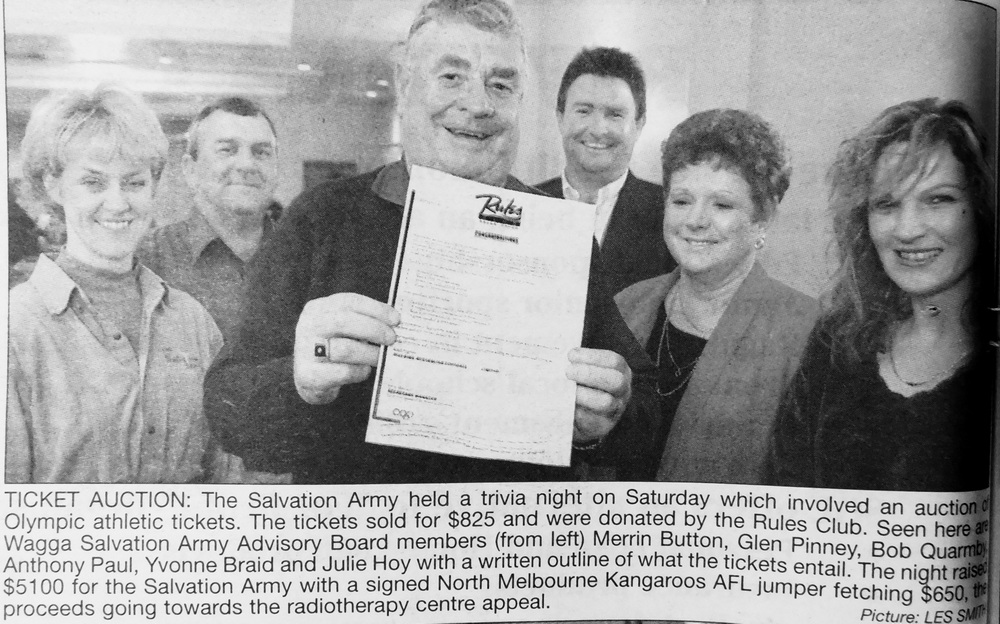 Rules
TICKET AUCTION: The Salvation Army held a trivia night on Saturday which involved an auction of
Olympic athletic tickets. The tickets sold for $825 and were donated by the Rules Club. Seen here are
Wagga Salvation Army Advisory Board members (from left) Merrin Button, Glen Pinney, Bob Quarmby,
Anthony Paul, Yvonne Braid and Julie Hoy with a written outline of what the tickets entail. The night raised
$5100 for the Salvation Army with a signed North Melbourne Kangaroos AFL jumper fetching $650, the
proceeds going towards the radiotherapy centre appeal.
Picture: LES SMITH